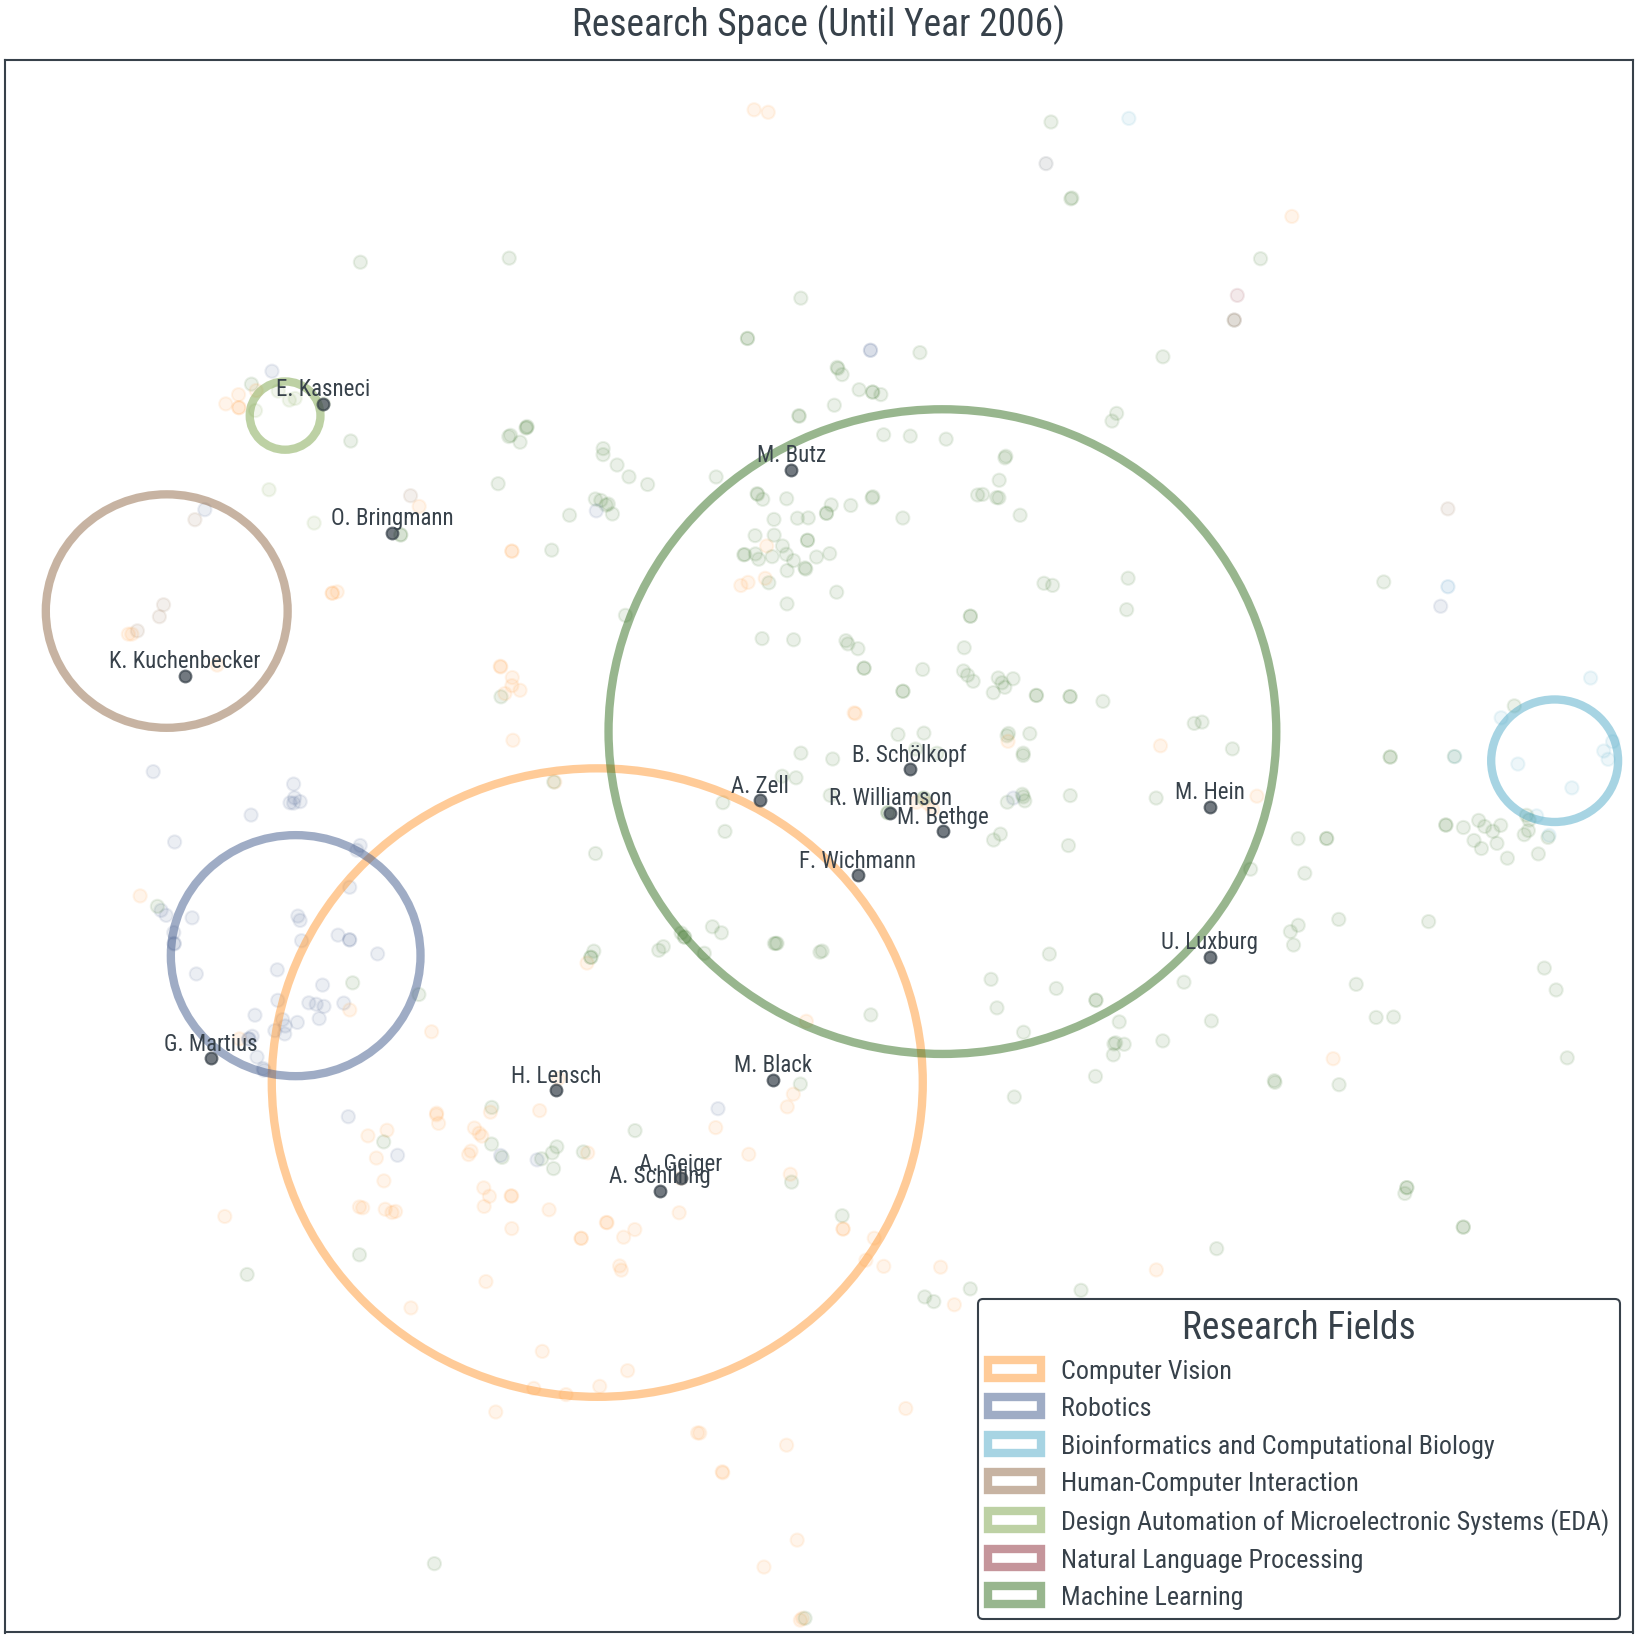 Research Space (Until Year 2006)
E. Kasneci
M. Butz
O. Bringmann
K. Kuchenbecker
B. Schölkopf
A. Zell
R. Williamson
M. Hein
M. Bethge
F. Wichmann
U. Luxburg
G. Martius
M. Black
H. Lensch
A. Geiger
A. Schilling
Research Fields
Computer Vision
Robotics
Bioinformatics and Computational Biology
Human-Computer Interaction
Design Automation of Microelectronic Systems (EDA)
Natural Language Processing
Machine Learning